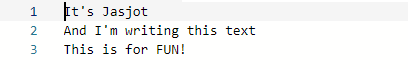 1 It's Jasjot
2 And I'm writing this text
3 This is for FUN!